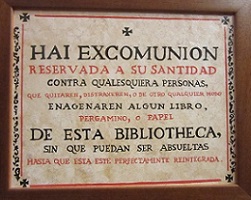 HAI EXCOMUNION
RESERVADA A SU SANTIDAD
CONTRA QUALESQUIERA PERSONAS,
QUE QUITAREN, DISTRAXEREN, O DE OTRO QUALQUIER MODO
ENAGENAREN ALGUN LIBRO,
PERGAMINO, O PAPEL
DE ESTA BIBLIOTHECA,
SIN QUE PUEDAN SER ABSUELTAS
HASTA QUE ESTA ESTÉ PERFECTAMENTE REINTEGRADA.